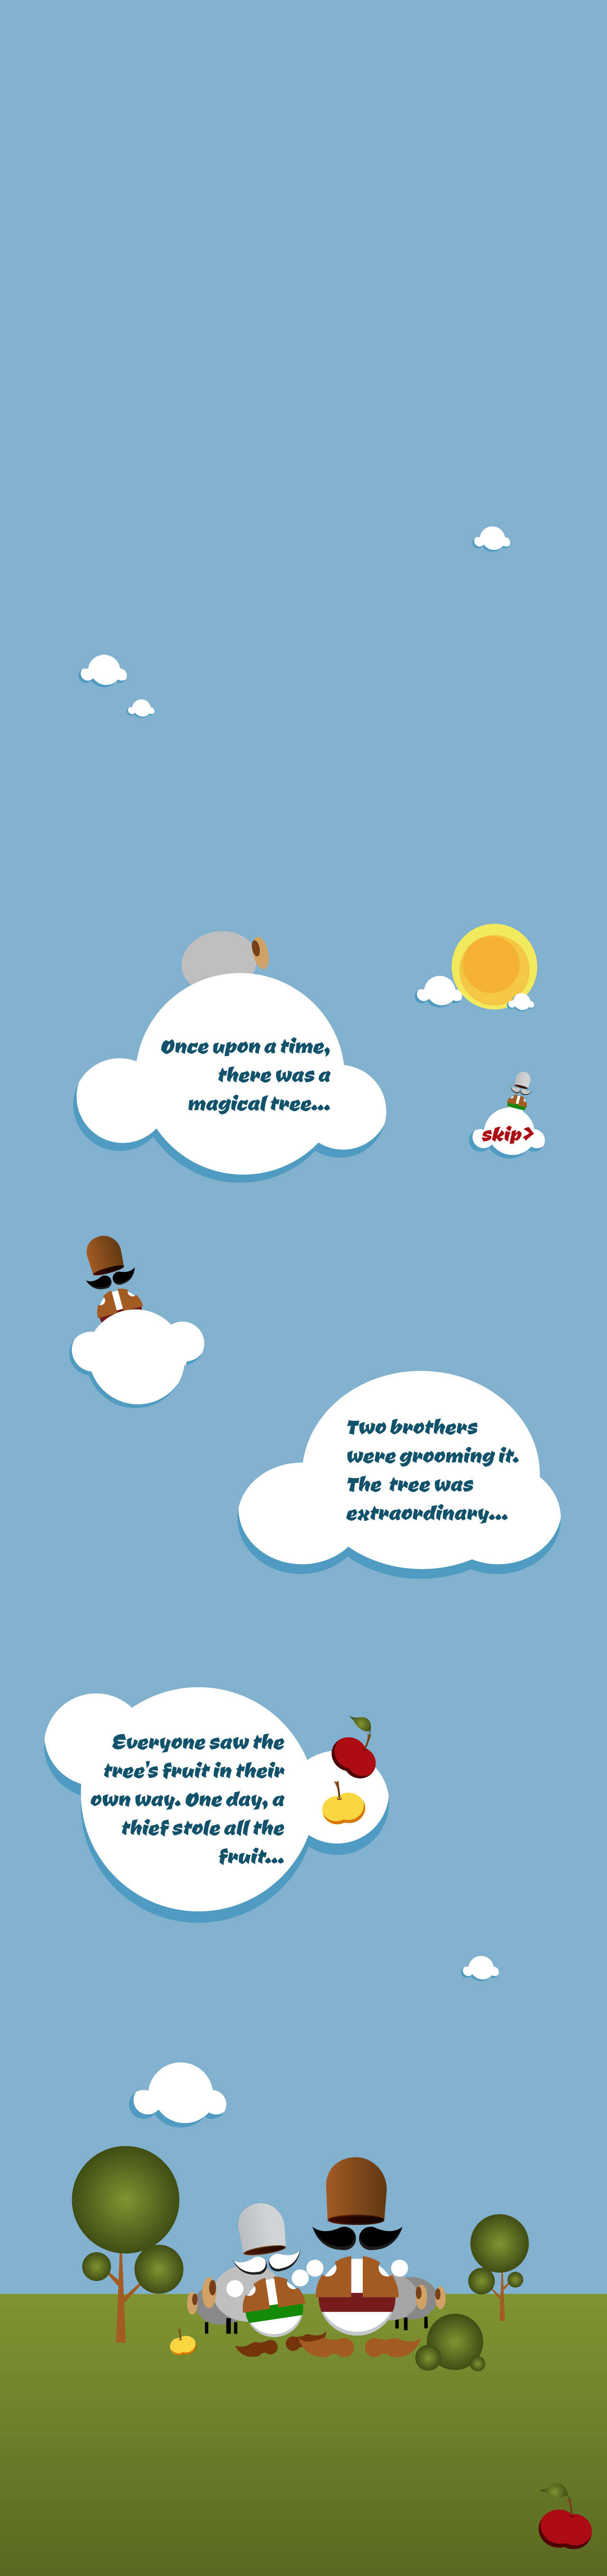 Once upon a time,
there was a
magical tree...
skip>
Two brothers
were grooming it.
The tree was
extraordinary...
Everyone saw the
tree's fruit in their
own way. One day, a
thief stole all the
fruit...